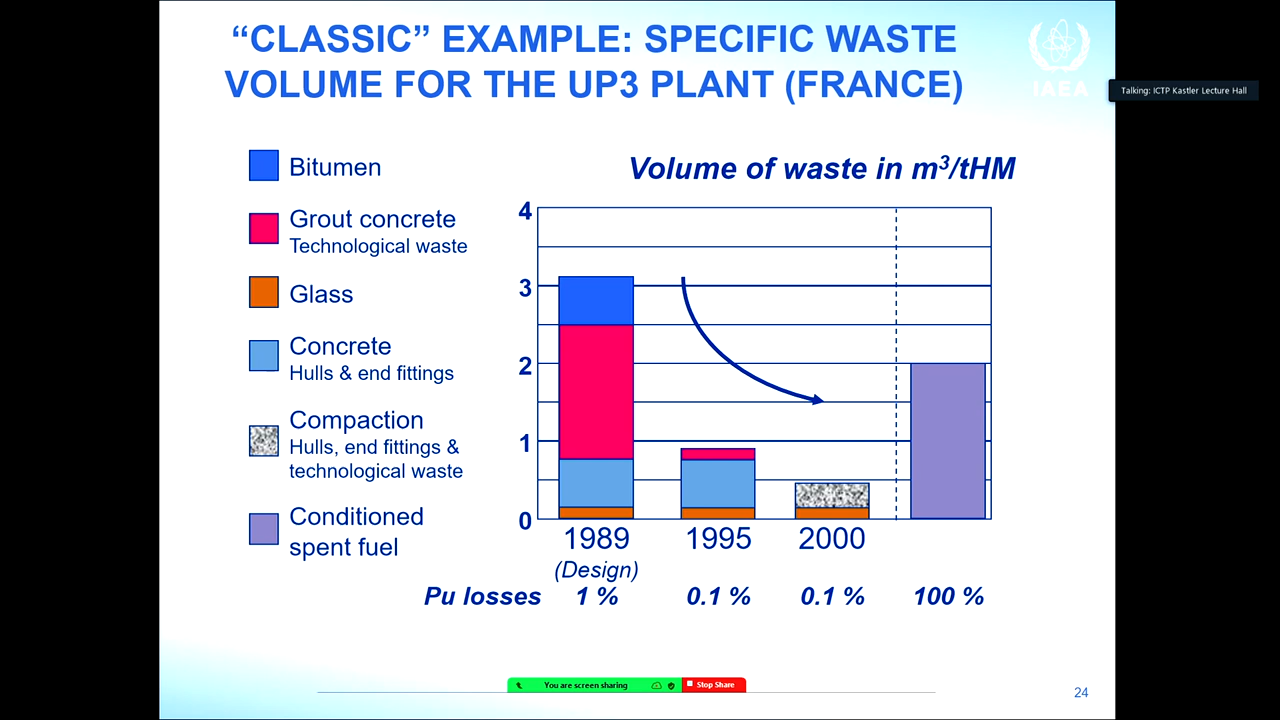 “CLASSIC” EXAMPLE: SPECIFIC WASTE
VOLUME FOR THE UP3 PLANT (FRANCE)
IAEA
Talking: ICTP Kastler Lecture Hall
Bitumen
Grout concrete
Technological waste
Glass
Concrete
Hulls & end fittings
Compaction
Hulls, end fittings &
technological waste
Conditioned
spent fuel
Volume of waste in m³/tHM
4
3
2
1
0
1989 1995 2000
(Design)
Pu losses 1 % 0.1 % 0.1 % 100 %
You are screen sharing
Stop Share
24